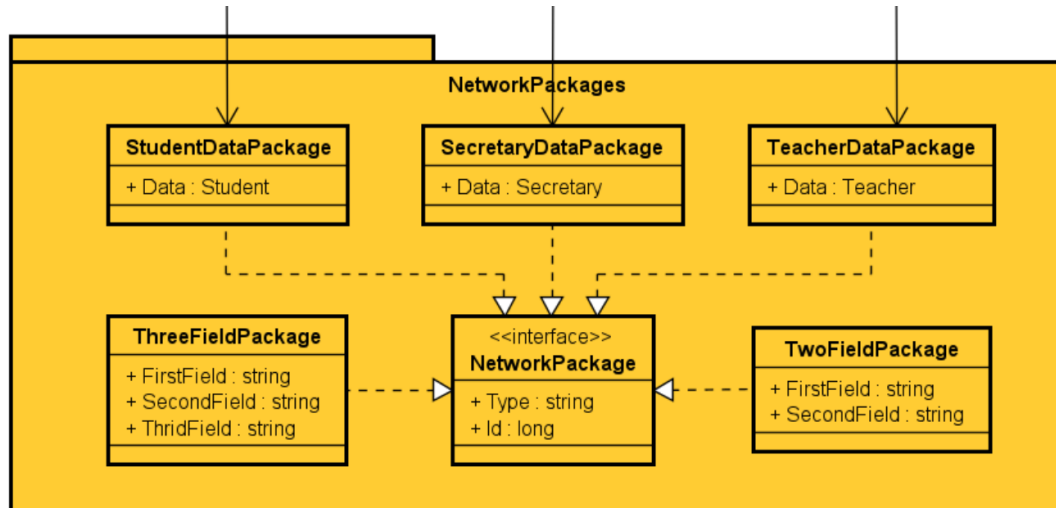 NetworkPackages
StudentDataPackage
+ Data : Student
SecretaryDataPackage
+ Data : Secretary
TeacherDataPackage
+ Data : Teacher
ThreeFieldPackage
+ FirstField : string
+ SecondField : string
+ ThridField : string
<<interface>>
NetworkPackage
+ Type : string
+ Id : long
TwoFieldPackage
+ FirstField : string
+ SecondField : string